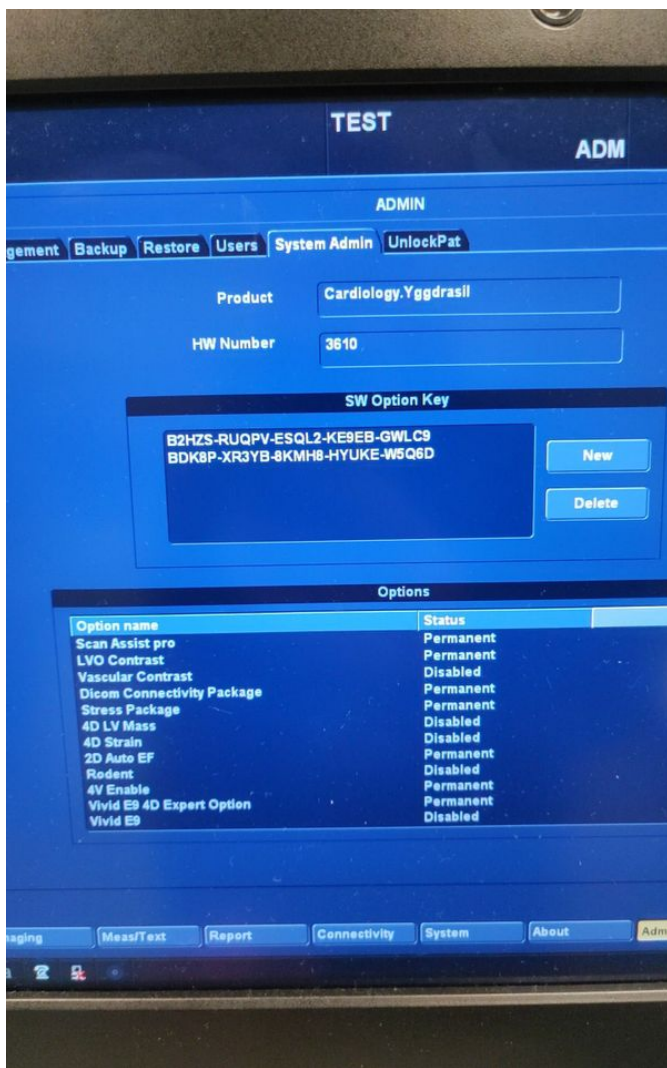 TEST
ADM
ADMIN
gement Backup Restore Users System Admin UnlockPat
Product Cardiology.Yggdrasil
HW Number 3610
SW Option Key
B2HZS-RUQPV-ESQL2-KE9EB-GWLC9
BDK8P-XR3YB-8KMH8-HYUKE-W5Q6D
New
Delete
Options
Option name Status
Scan Assist pro Permanent
LVO Contrast Permanent
Vascular Contrast Disabled
Dicom Connectivity Package Permanent
Stress Package Permanent
4D LV Mass Disabled
4D Strain Disabled
2D Auto EF Permanent
Rodent Disabled
4V Enable Permanent
Vivid E9 4D Expert Option Permanent
Vivid E9 Disabled
aging Meas/Text Report Connectivity System About Adm